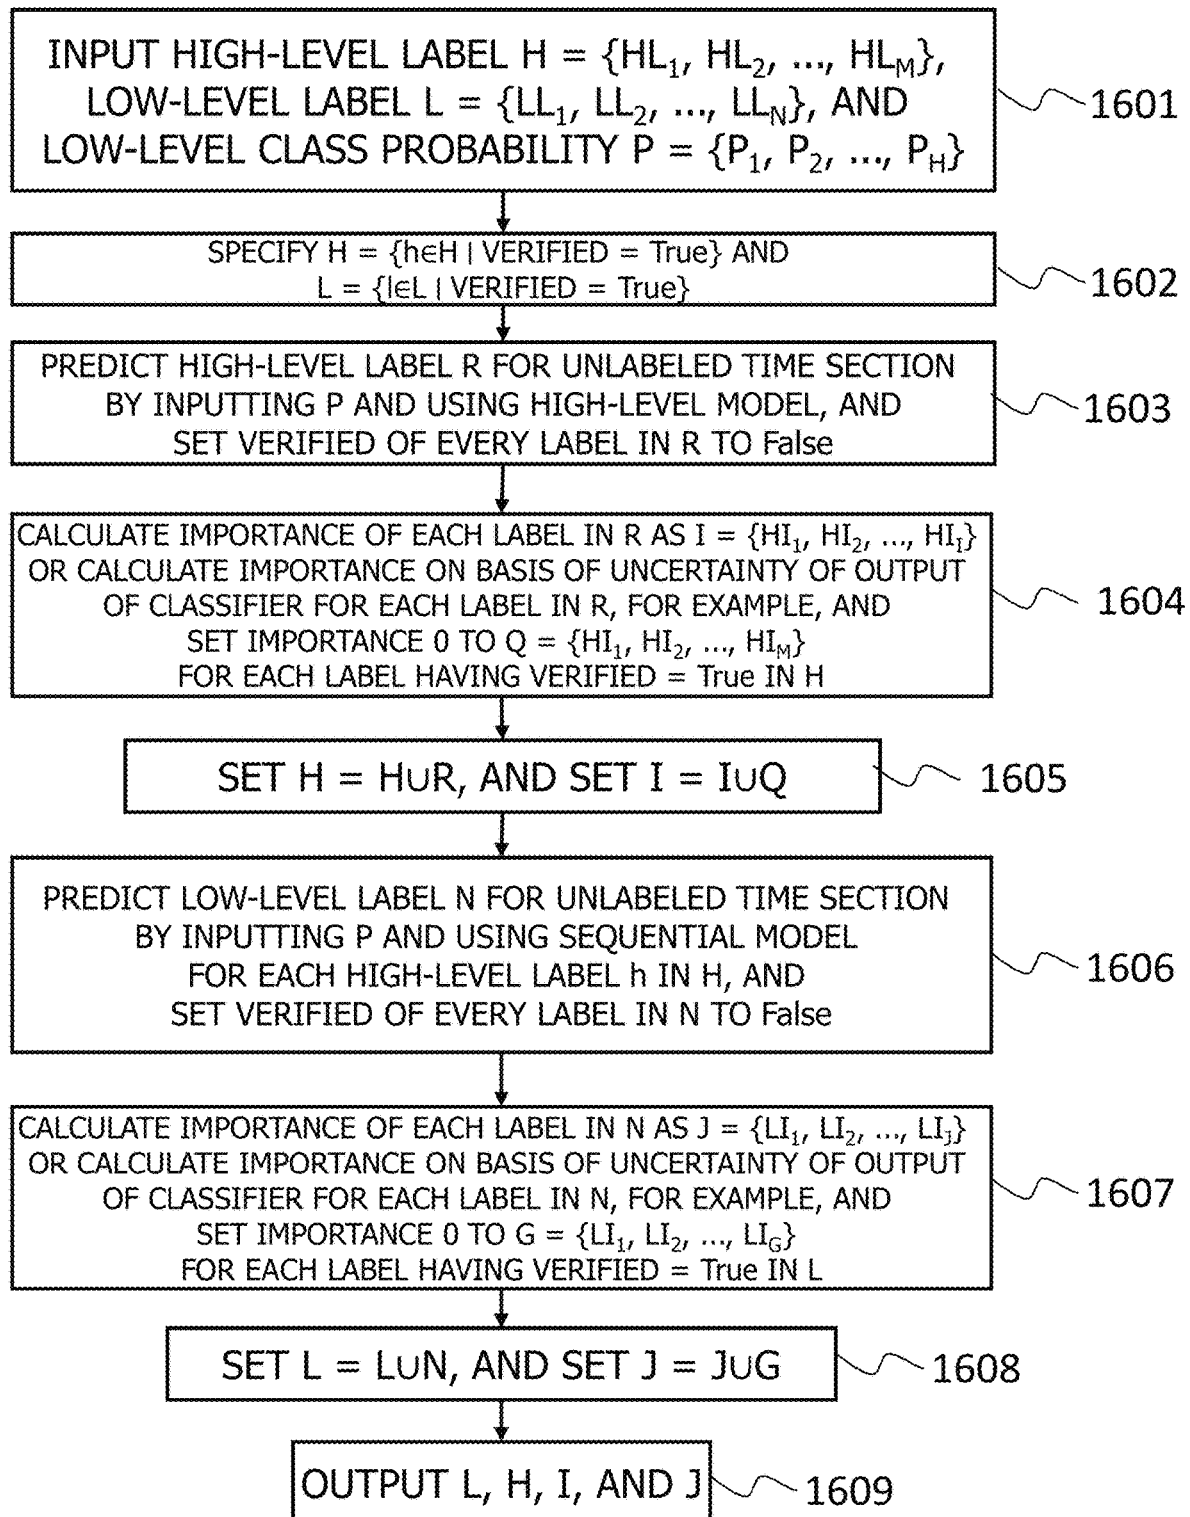 INPUT HIGH-LEVEL LABEL H = {HL₁, HL₂, ..., HL_M},
LOW-LEVEL LABEL L = {LL₁, LL₂, ..., LL_N}, AND
LOW-LEVEL CLASS PROBABILITY P = {P₁, P₂, ..., P_H}
1601
SPECIFY H = {h∈H | VERIFIED = True} AND
L = {l∈L | VERIFIED = True}
1602
PREDICT HIGH-LEVEL LABEL R FOR UNLABELED TIME SECTION
BY INPUTTING P AND USING HIGH-LEVEL MODEL, AND
SET VERIFIED OF EVERY LABEL IN R TO False
1603
CALCULATE IMPORTANCE OF EACH LABEL IN R AS I = {HI₁, HI₂, ..., HI_I}
OR CALCULATE IMPORTANCE ON BASIS OF UNCERTAINTY OF OUTPUT
OF CLASSIFIER FOR EACH LABEL IN R, FOR EXAMPLE, AND
SET IMPORTANCE 0 TO Q = {HI₁, HI₂, ..., HI_M}
FOR EACH LABEL HAVING VERIFIED = True IN H
1604
SET H = H∪R, AND SET I = I∪Q
1605
PREDICT LOW-LEVEL LABEL N FOR UNLABELED TIME SECTION
BY INPUTTING P AND USING SEQUENTIAL MODEL
FOR EACH HIGH-LEVEL LABEL h IN H, AND
SET VERIFIED OF EVERY LABEL IN N TO False
1606
CALCULATE IMPORTANCE OF EACH LABEL IN N AS J = {LI₁, LI₂, ..., LI_J}
OR CALCULATE IMPORTANCE ON BASIS OF UNCERTAINTY OF OUTPUT
OF CLASSIFIER FOR EACH LABEL IN N, FOR EXAMPLE, AND
SET IMPORTANCE 0 TO G = {LI₁, LI₂, ..., LI_G}
FOR EACH LABEL HAVING VERIFIED = True IN L
1607
SET L = L∪N, AND SET J = J∪G
1608
OUTPUT L, H, I, AND J
1609